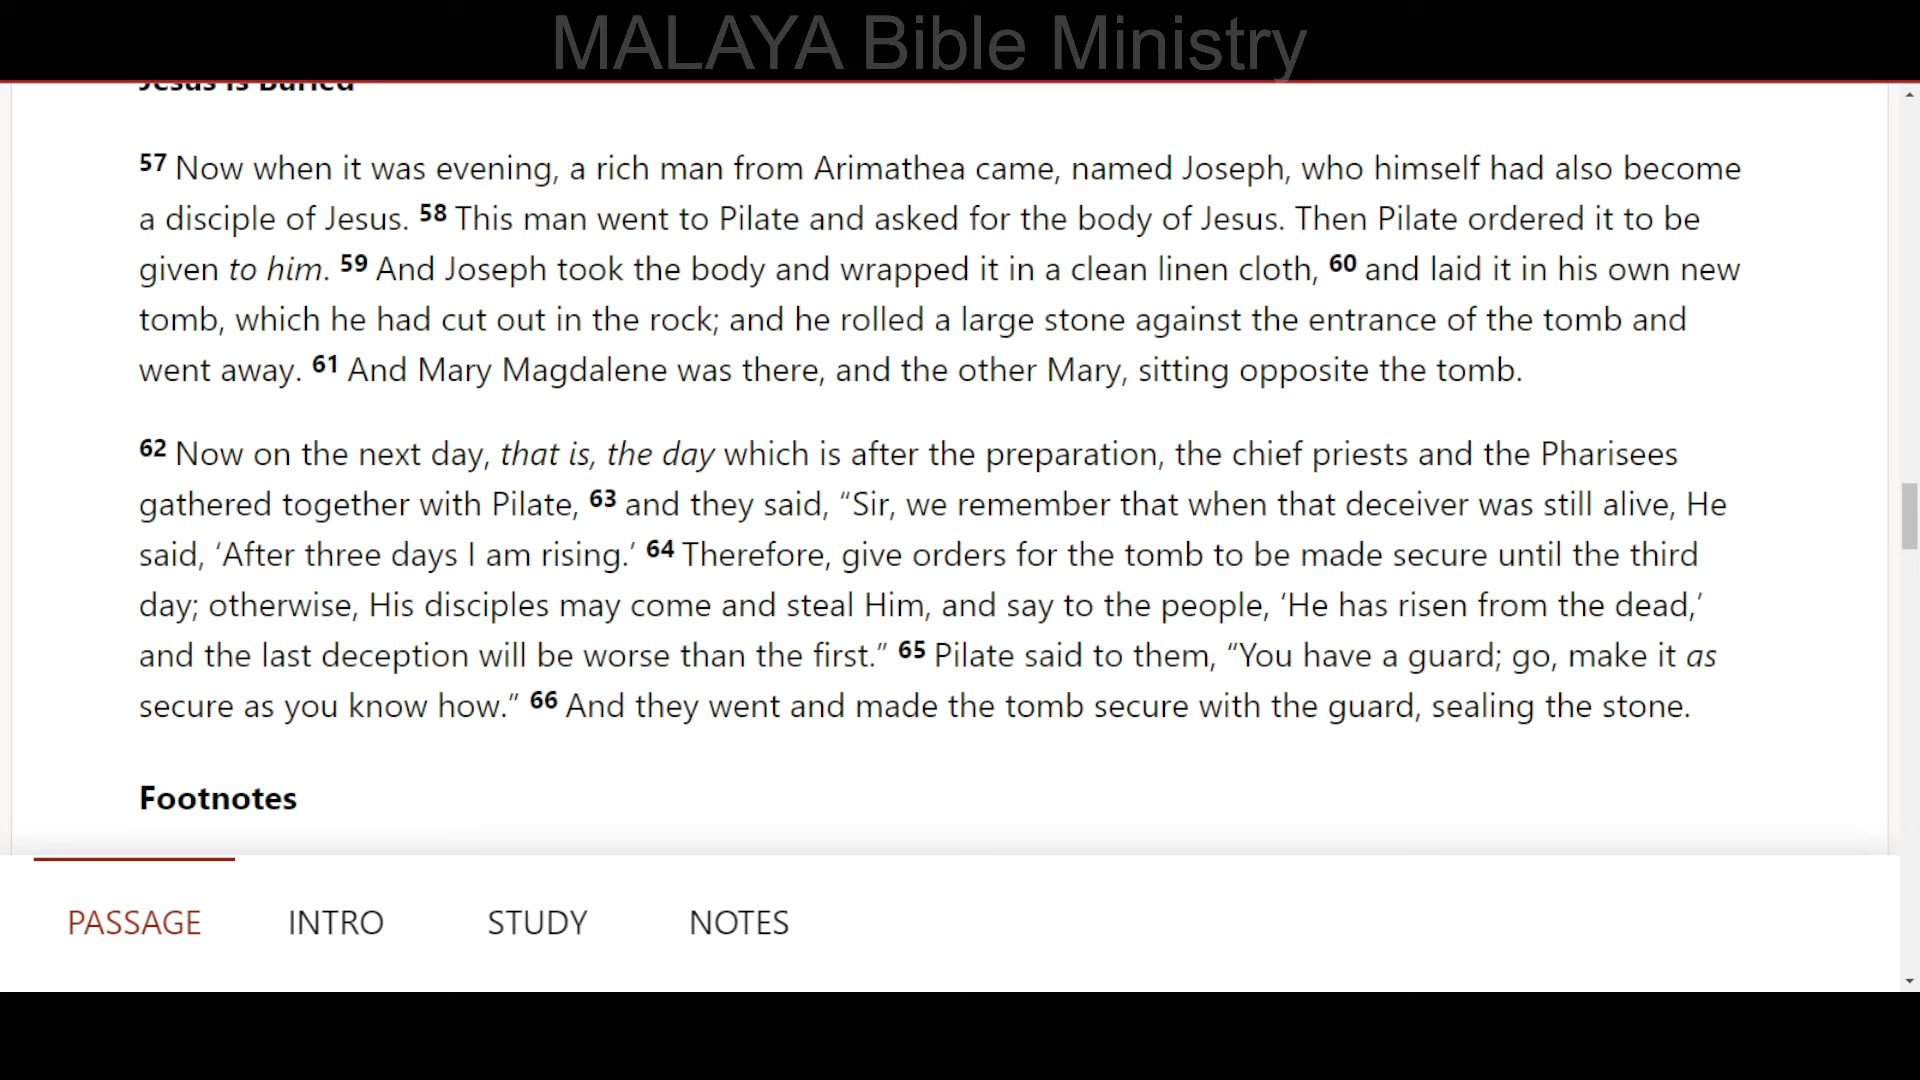 MALAYA Bible Ministry
Jesus Is Buried
57 Now when it was evening, a rich man from Arimathea came, named Joseph, who himself had also become
a disciple of Jesus. 58 This man went to Pilate and asked for the body of Jesus. Then Pilate ordered it to be
given to him. 59 And Joseph took the body and wrapped it in a clean linen cloth, 60 and laid it in his own new
tomb, which he had cut out in the rock; and he rolled a large stone against the entrance of the tomb and
went away. 61 And Mary Magdalene was there, and the other Mary, sitting opposite the tomb.
62 Now on the next day, that is, the day which is after the preparation, the chief priests and the Pharisees
gathered together with Pilate, 63 and they said, “Sir, we remember that when that deceiver was still alive, He
said, ‘After three days I am rising.’ 64 Therefore, give orders for the tomb to be made secure until the third
day; otherwise, His disciples may come and steal Him, and say to the people, ‘He has risen from the dead,’
and the last deception will be worse than the first.” 65 Pilate said to them, “You have a guard; go, make it as
secure as you know how.” 66 And they went and made the tomb secure with the guard, sealing the stone.
Footnotes
PASSAGE INTRO STUDY NOTES